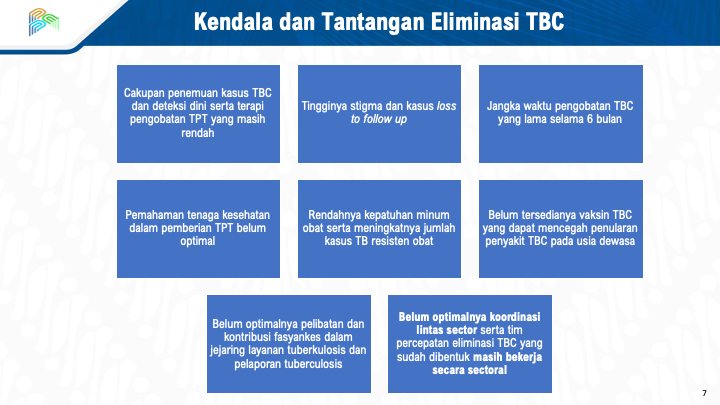 Kendala dan Tantangan Eliminasi TBC
Cakupan penemuan kasus TBC
dan deteksi dini serta terapi
pengobatan TPT yang masih
rendah
Tingginya stigma dan kasus loss
to follow up
Jangka waktu pengobatan TBC
yang lama selama 6 bulan
Pemahaman tenaga kesehatan
dalam pemberian TPT belum
optimal
Rendahnya kepatuhan minum
obat serta meningkatnya jumlah
kasus TB resisten obat
Belum tersedianya vaksin TBC
yang dapat mencegah penularan
penyakit TBC pada usia dewasa
Belum optimalnya pelibatan dan
kontribusi fasyankes dalam
jejaring layanan tuberkulosis dan
pelaporan tuberculosis
Belum optimalnya koordinasi
lintas sector serta tim
percepatan eliminasi TBC yang
sudah dibentuk masih bekerja
secara sectoral
7